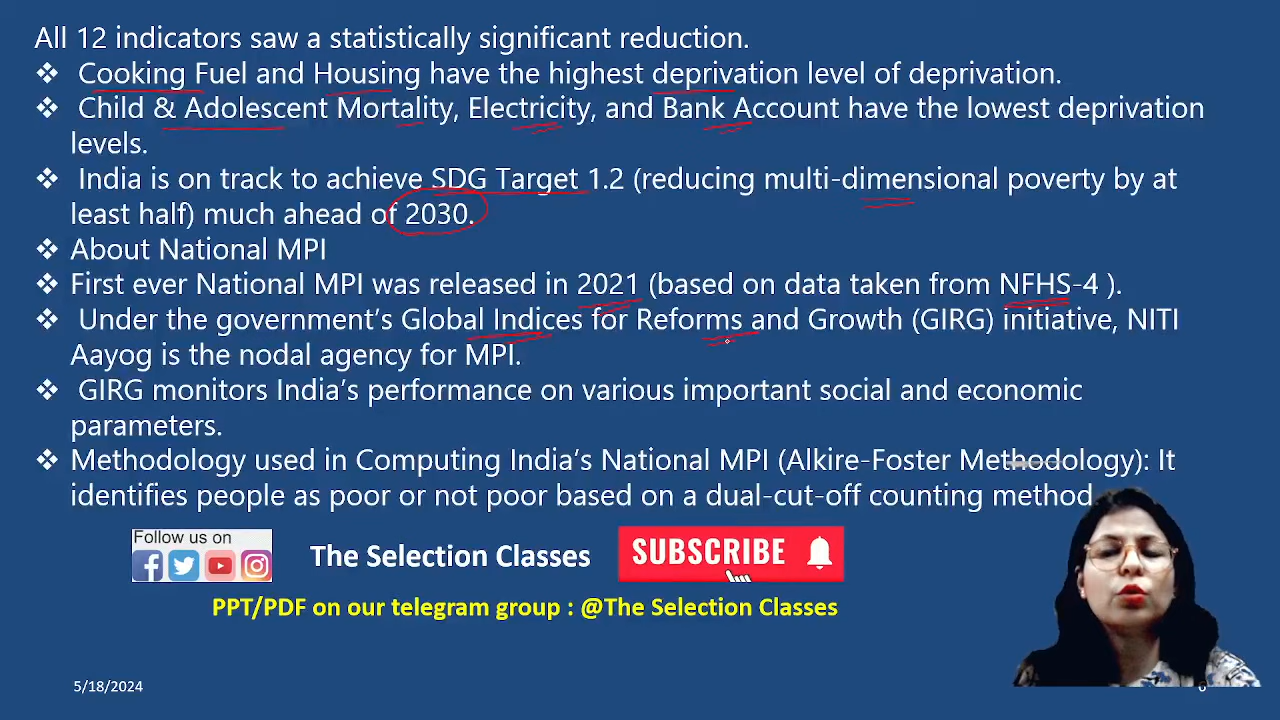 All 12 indicators saw a statistically significant reduction.
❖ Cooking Fuel and Housing have the highest deprivation level of deprivation.
❖ Child & Adolescent Mortality, Electricity, and Bank Account have the lowest deprivation
levels.
❖ India is on track to achieve SDG Target 1.2 (reducing multi-dimensional poverty by at
least half) much ahead of 2030.
❖ About National MPI
❖ First ever National MPI was released in 2021 (based on data taken from NFHS-4 ).
❖ Under the government's Global Indices for Reforms and Growth (GIRG) initiative, NITI
Aayog is the nodal agency for MPI.
❖ GIRG monitors India's performance on various important social and economic
parameters.
❖ Methodology used in Computing India's National MPI (Alkire-Foster Methodology): It
identifies people as poor or not poor based on a dual-cut-off counting method
Follow us on
The Selection Classes
SUBSCRIBE
PPT/PDF on our telegram group : @The Selection Classes
5/18/2024